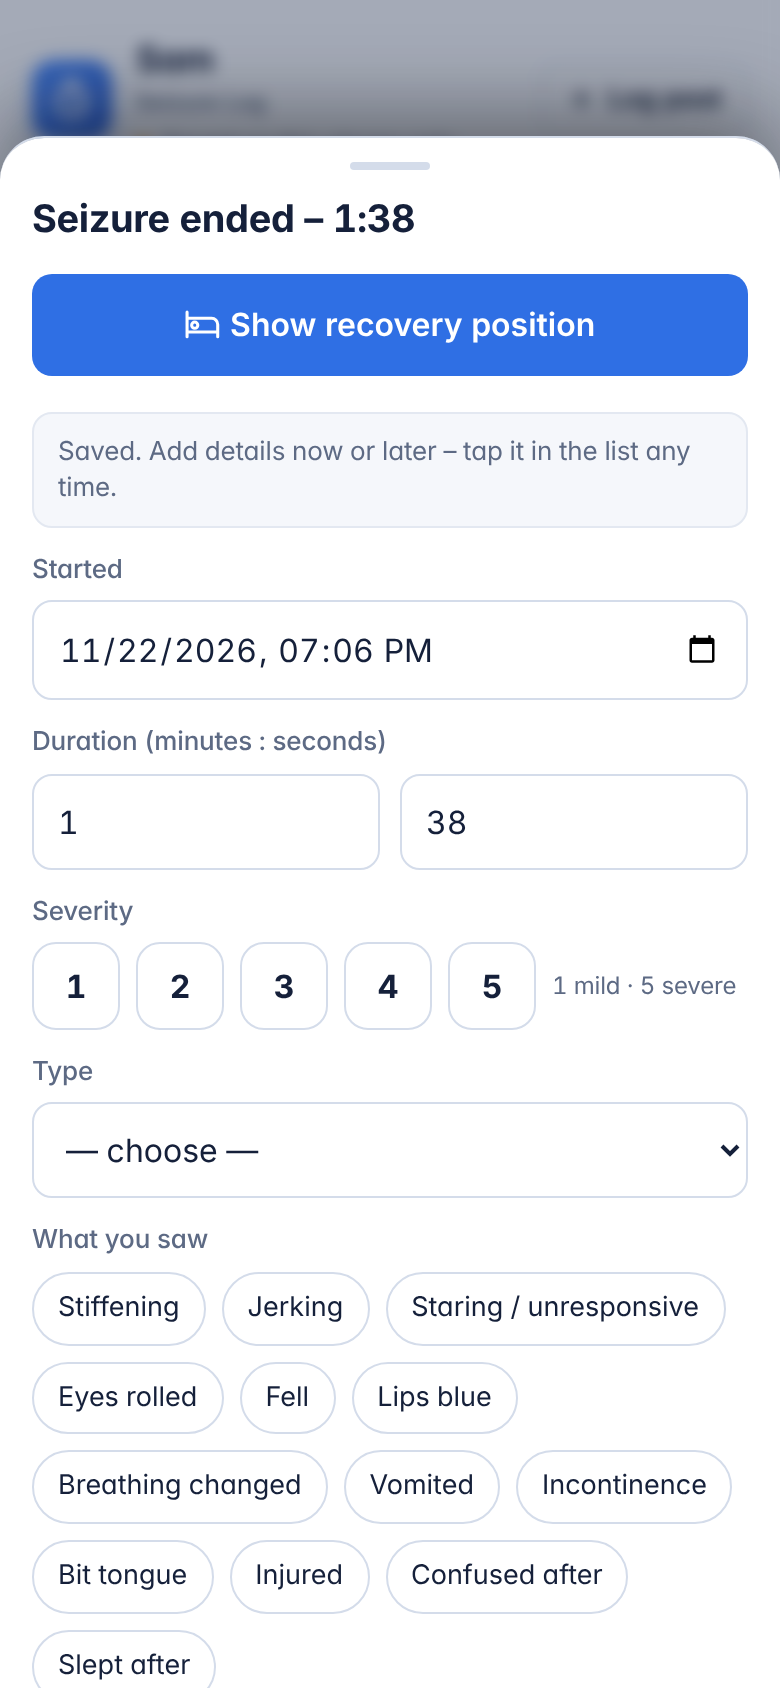 Sam
Seizure ended – 1:38
Show recovery position
Saved. Add details now or later – tap it in the list any
time.
Started
11/22/2026, 07:06 PM
Duration (minutes : seconds)
1 38
Severity
1 2 3 4 5 1 mild · 5 severe
Type
— choose —
What you saw
Stiffening Jerking Staring / unresponsive
Eyes rolled Fell Lips blue
Breathing changed Vomited Incontinence
Bit tongue Injured Confused after
Slept after